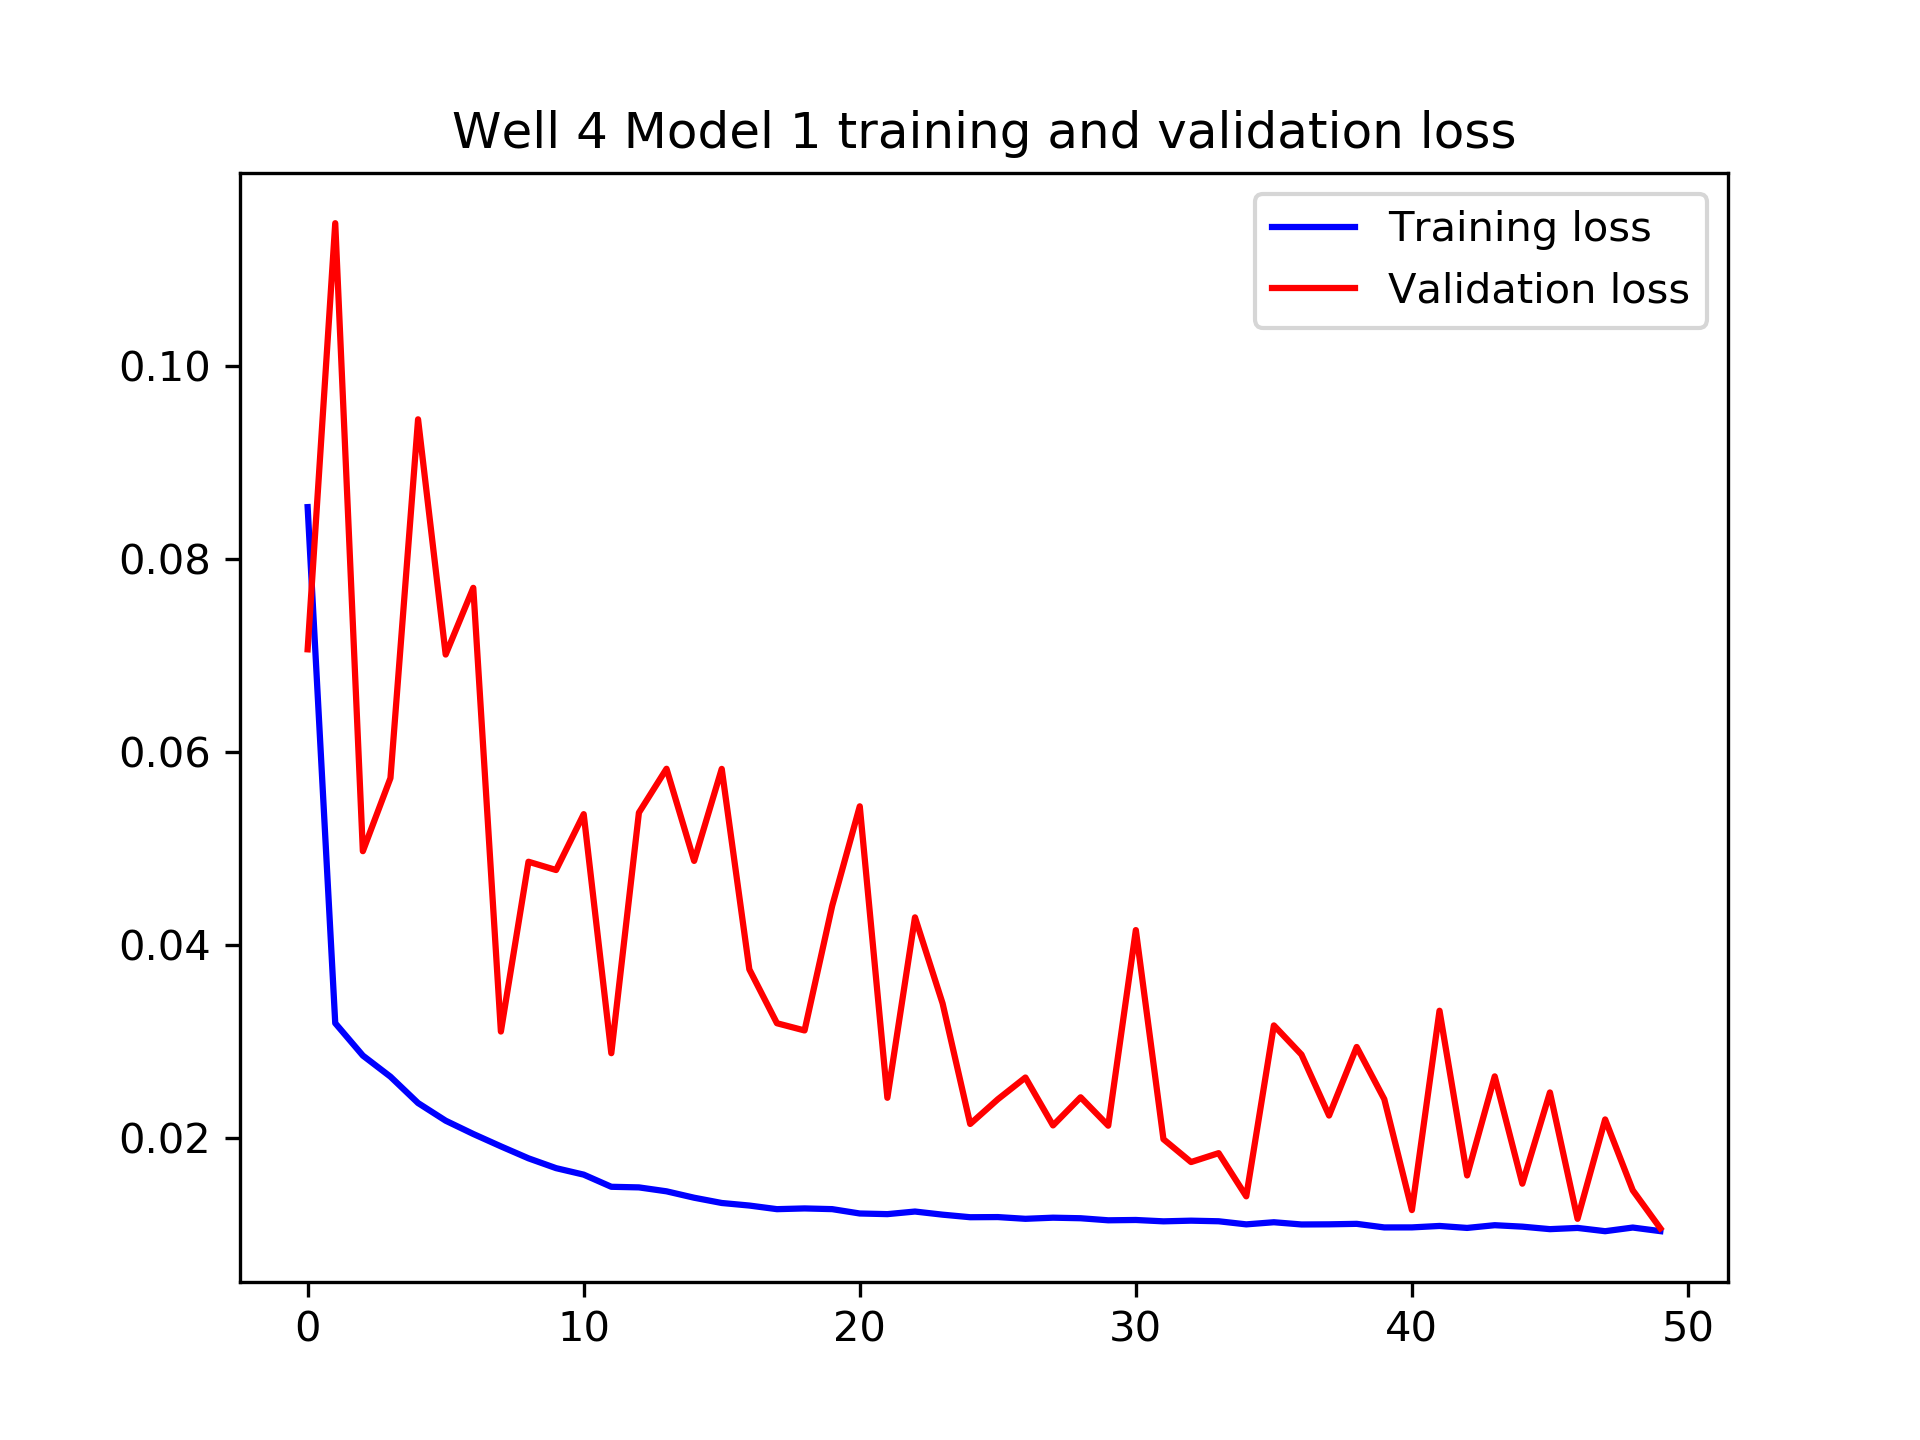 Well 4 Model 1 training and validation loss
Training loss
Validation loss
0.10
0.08
0.06
0.04
0.02
0 10 20 30 40 50